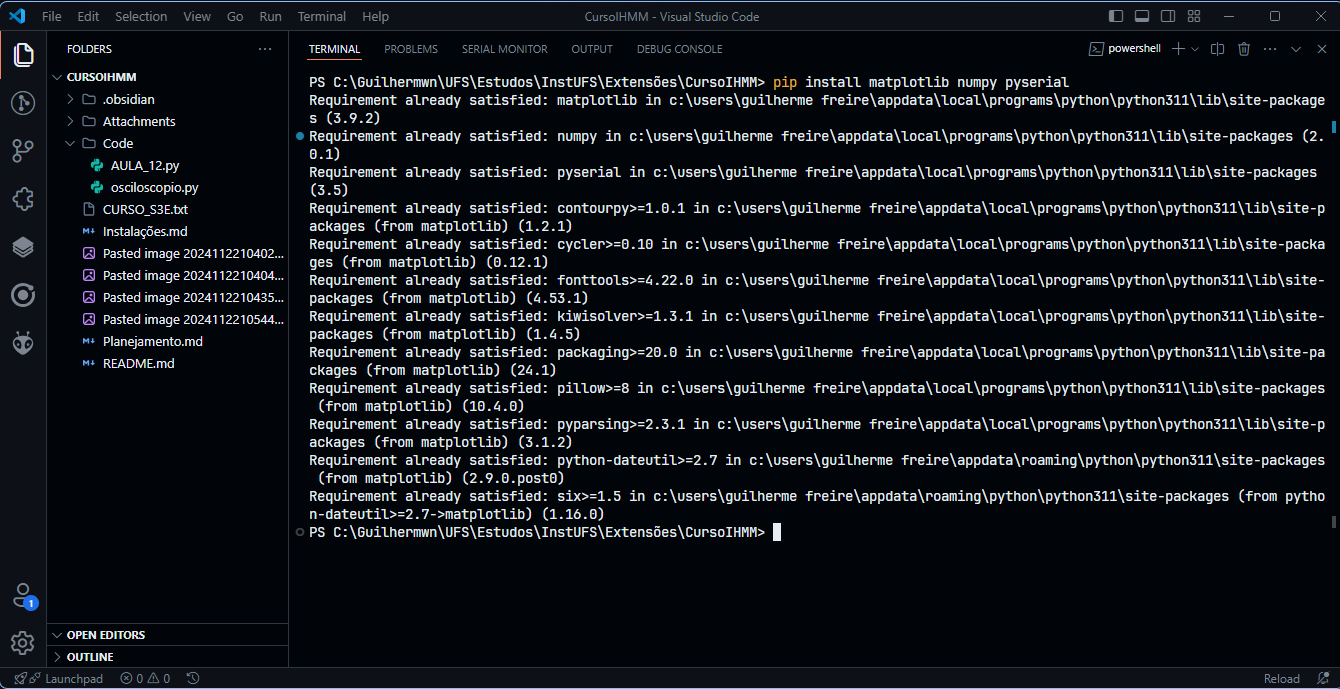 File Edit Selection View Go Run Terminal Help
CursoIHMM - Visual Studio Code
FOLDERS
CURSOIHMM
.obsidian
Attachments
Code
AULA_12.py
osciloscopio.py
CURSO_S3E.txt
Instalações.md
Pasted image 2024112210402...
Pasted image 2024112210404...
Pasted image 2024112210435...
Pasted image 2024112210544...
Planejamento.md
README.md
OPEN EDITORS
OUTLINE
TERMINAL PROBLEMS SERIAL MONITOR OUTPUT DEBUG CONSOLE
powershell
PS C:\Guilhermwn\UFS\Estudos\InstUFS\Extensões\CursoIHMM> pip install matplotlib numpy pyserial
Requirement already satisfied: matplotlib in c:\users\guilherme freire\appdata\local\programs\python\python311\lib\site-package
s (3.9.2)
Requirement already satisfied: numpy in c:\users\guilherme freire\appdata\local\programs\python\python311\lib\site-packages (2.
0.1)
Requirement already satisfied: pyserial in c:\users\guilherme freire\appdata\local\programs\python\python311\lib\site-packages
(3.5)
Requirement already satisfied: contourpy>=1.0.1 in c:\users\guilherme freire\appdata\local\programs\python\python311\lib\site-p
ackages (from matplotlib) (1.2.1)
Requirement already satisfied: cycler>=0.10 in c:\users\guilherme freire\appdata\local\programs\python\python311\lib\site-packa
ges (from matplotlib) (0.12.1)
Requirement already satisfied: fonttools>=4.22.0 in c:\users\guilherme freire\appdata\local\programs\python\python311\lib\site-
packages (from matplotlib) (4.53.1)
Requirement already satisfied: kiwisolver>=1.3.1 in c:\users\guilherme freire\appdata\local\programs\python\python311\lib\site-
packages (from matplotlib) (1.4.5)
Requirement already satisfied: packaging>=20.0 in c:\users\guilherme freire\appdata\local\programs\python\python311\lib\site-pa
ckages (from matplotlib) (24.1)
Requirement already satisfied: pillow>=8 in c:\users\guilherme freire\appdata\local\programs\python\python311\lib\site-packages
(from matplotlib) (10.4.0)
Requirement already satisfied: pyparsing>=2.3.1 in c:\users\guilherme freire\appdata\local\programs\python\python311\lib\site-p
ackages (from matplotlib) (3.1.2)
Requirement already satisfied: python-dateutil>=2.7 in c:\users\guilherme freire\appdata\roaming\python\python311\site-packages
(from matplotlib) (2.9.0.post0)
Requirement already satisfied: six>=1.5 in c:\users\guilherme freire\appdata\roaming\python\python311\site-packages (from pytho
n-dateutil>=2.7->matplotlib) (1.16.0)
PS C:\Guilhermwn\UFS\Estudos\InstUFS\Extensões\CursoIHMM>
1
Launchpad 0 0
Reload